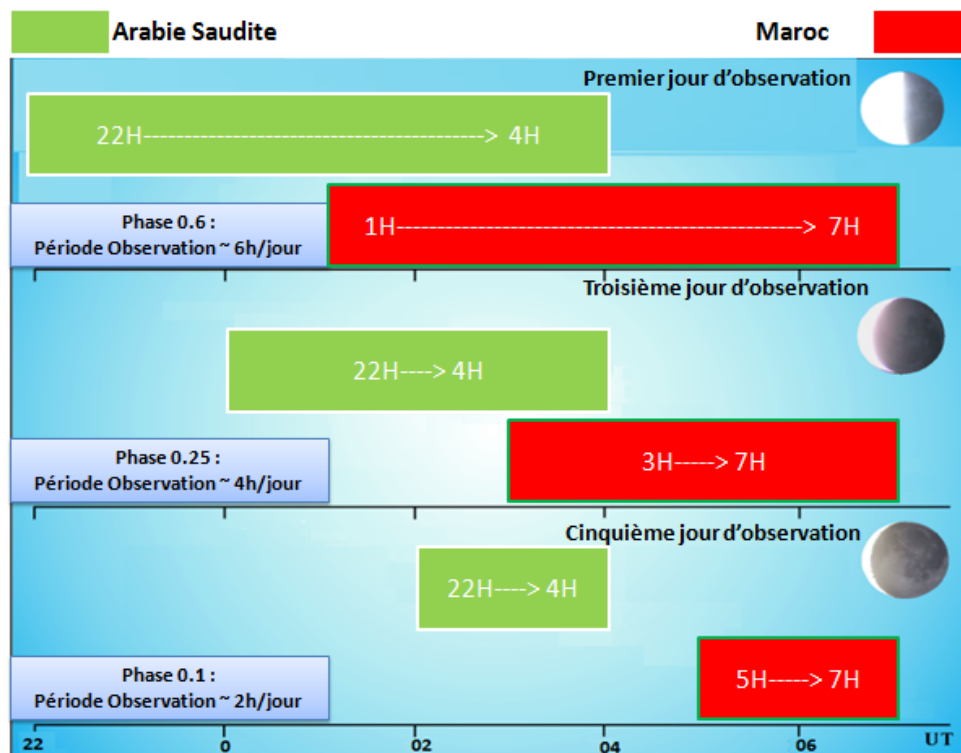 Arabie Saudite
Maroc
Premier jour d'observation
22H----------------------------------------> 4H
Phase 0.6 :
Période Observation ~ 6h/jour
1H-------------------------------------------------> 7H
Troisième jour d'observation
22H----> 4H
Phase 0.25 :
Période Observation ~ 4h/jour
3H-----> 7H
Cinquième jour d'observation
22H----> 4H
Phase 0.1 :
Période Observation ~ 2h/jour
5H-----> 7H
22 0 02 04 06 UT